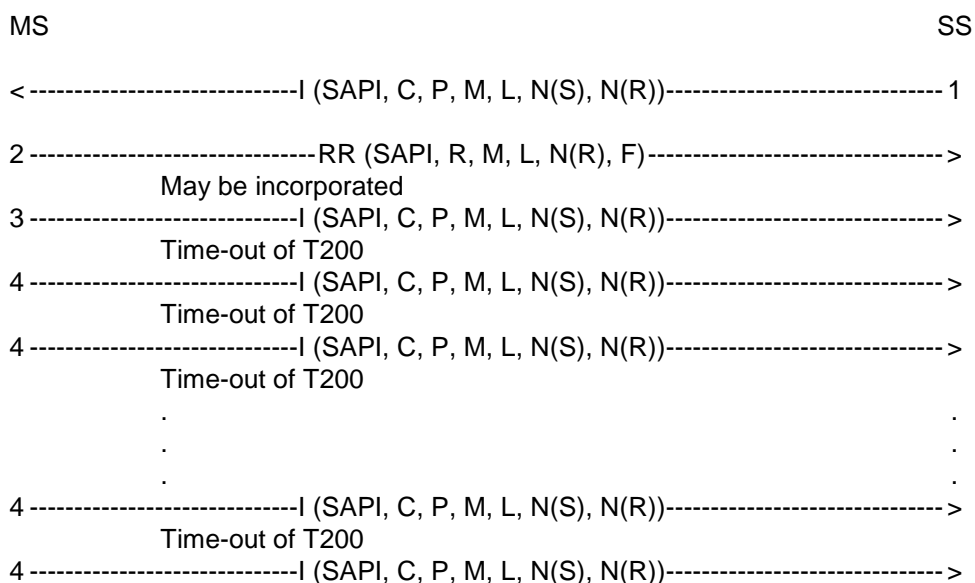 MS SS
<------------------------------I (SAPI, C, P, M, L, N(S), N(R))------------------------------- 1
2 --------------------------------RR (SAPI, R, M, L, N(R), F)--------------------------------->
May be incorporated
3 ------------------------------I (SAPI, C, P, M, L, N(S), N(R))------------------------------->
Time-out of T200
4 ------------------------------I (SAPI, C, P, M, L, N(S), N(R))------------------------------->
Time-out of T200
4 ------------------------------I (SAPI, C, P, M, L, N(S), N(R))------------------------------->
Time-out of T200
. .
. .
. .
4 ------------------------------I (SAPI, C, P, M, L, N(S), N(R))------------------------------->
Time-out of T200
4 ------------------------------I (SAPI, C, P, M, L, N(S), N(R))------------------------------->